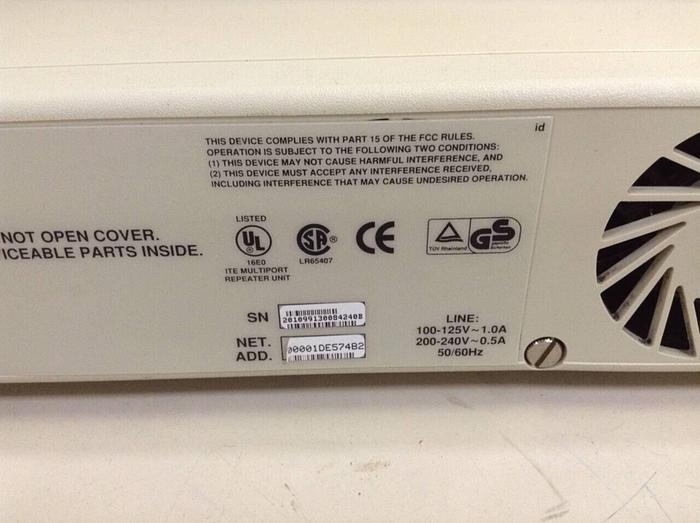 id
THIS DEVICE COMPLIES WITH PART 15 OF THE FCC RULES.
OPERATION IS SUBJECT TO THE FOLLOWING TWO CONDITIONS:
(1) THIS DEVICE MAY NOT CAUSE HARMFUL INTERFERENCE, AND
(2) THIS DEVICE MUST ACCEPT ANY INTERFERENCE RECEIVED,
INCLUDING INTERFERENCE THAT MAY CAUSE UNDESIRED OPERATION.
NOT OPEN COVER.
ICEABLE PARTS INSIDE.
LISTED
UL
16E0
ITE MULTIPORT
REPEATER UNIT
SA ®
LR65407
CE
TÜV Rheinland
GS
geprüfte
Sicherheit
SN 201099130084240B
NET. ADD. 00001DE574B2
LINE:
100-125V~1.0A
200-240V~0.5A
50/60Hz